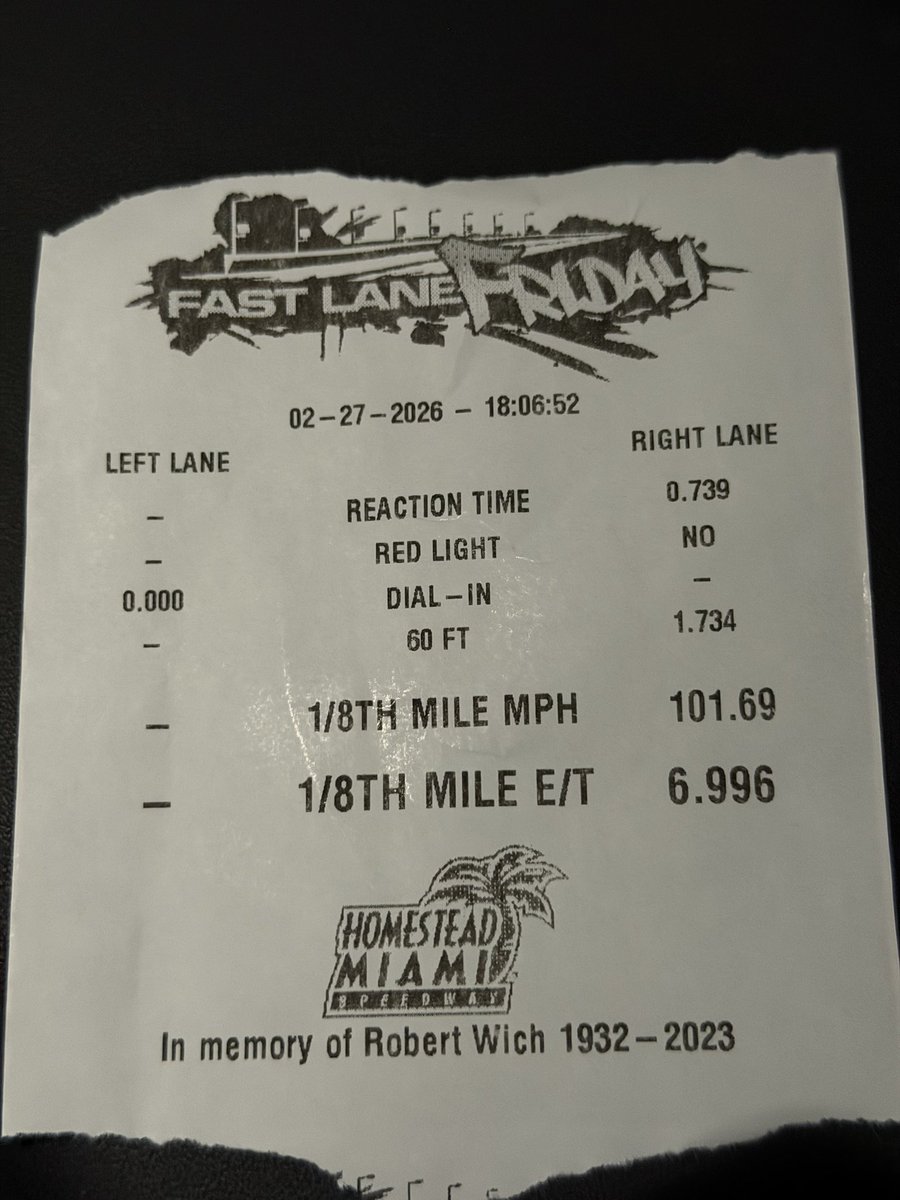 FAST LANE FRIDAY
02-27-2026 - 18:06:52
LEFT LANE RIGHT LANE
- REACTION TIME 0.739
- RED LIGHT NO
0.000 DIAL-IN -
- 60 FT 1.734
- 1/8TH MILE MPH 101.69
- 1/8TH MILE E/T 6.996
HOMESTEAD
MIAMI
SPEEDWAY
In memory of Robert Wich 1932-2023